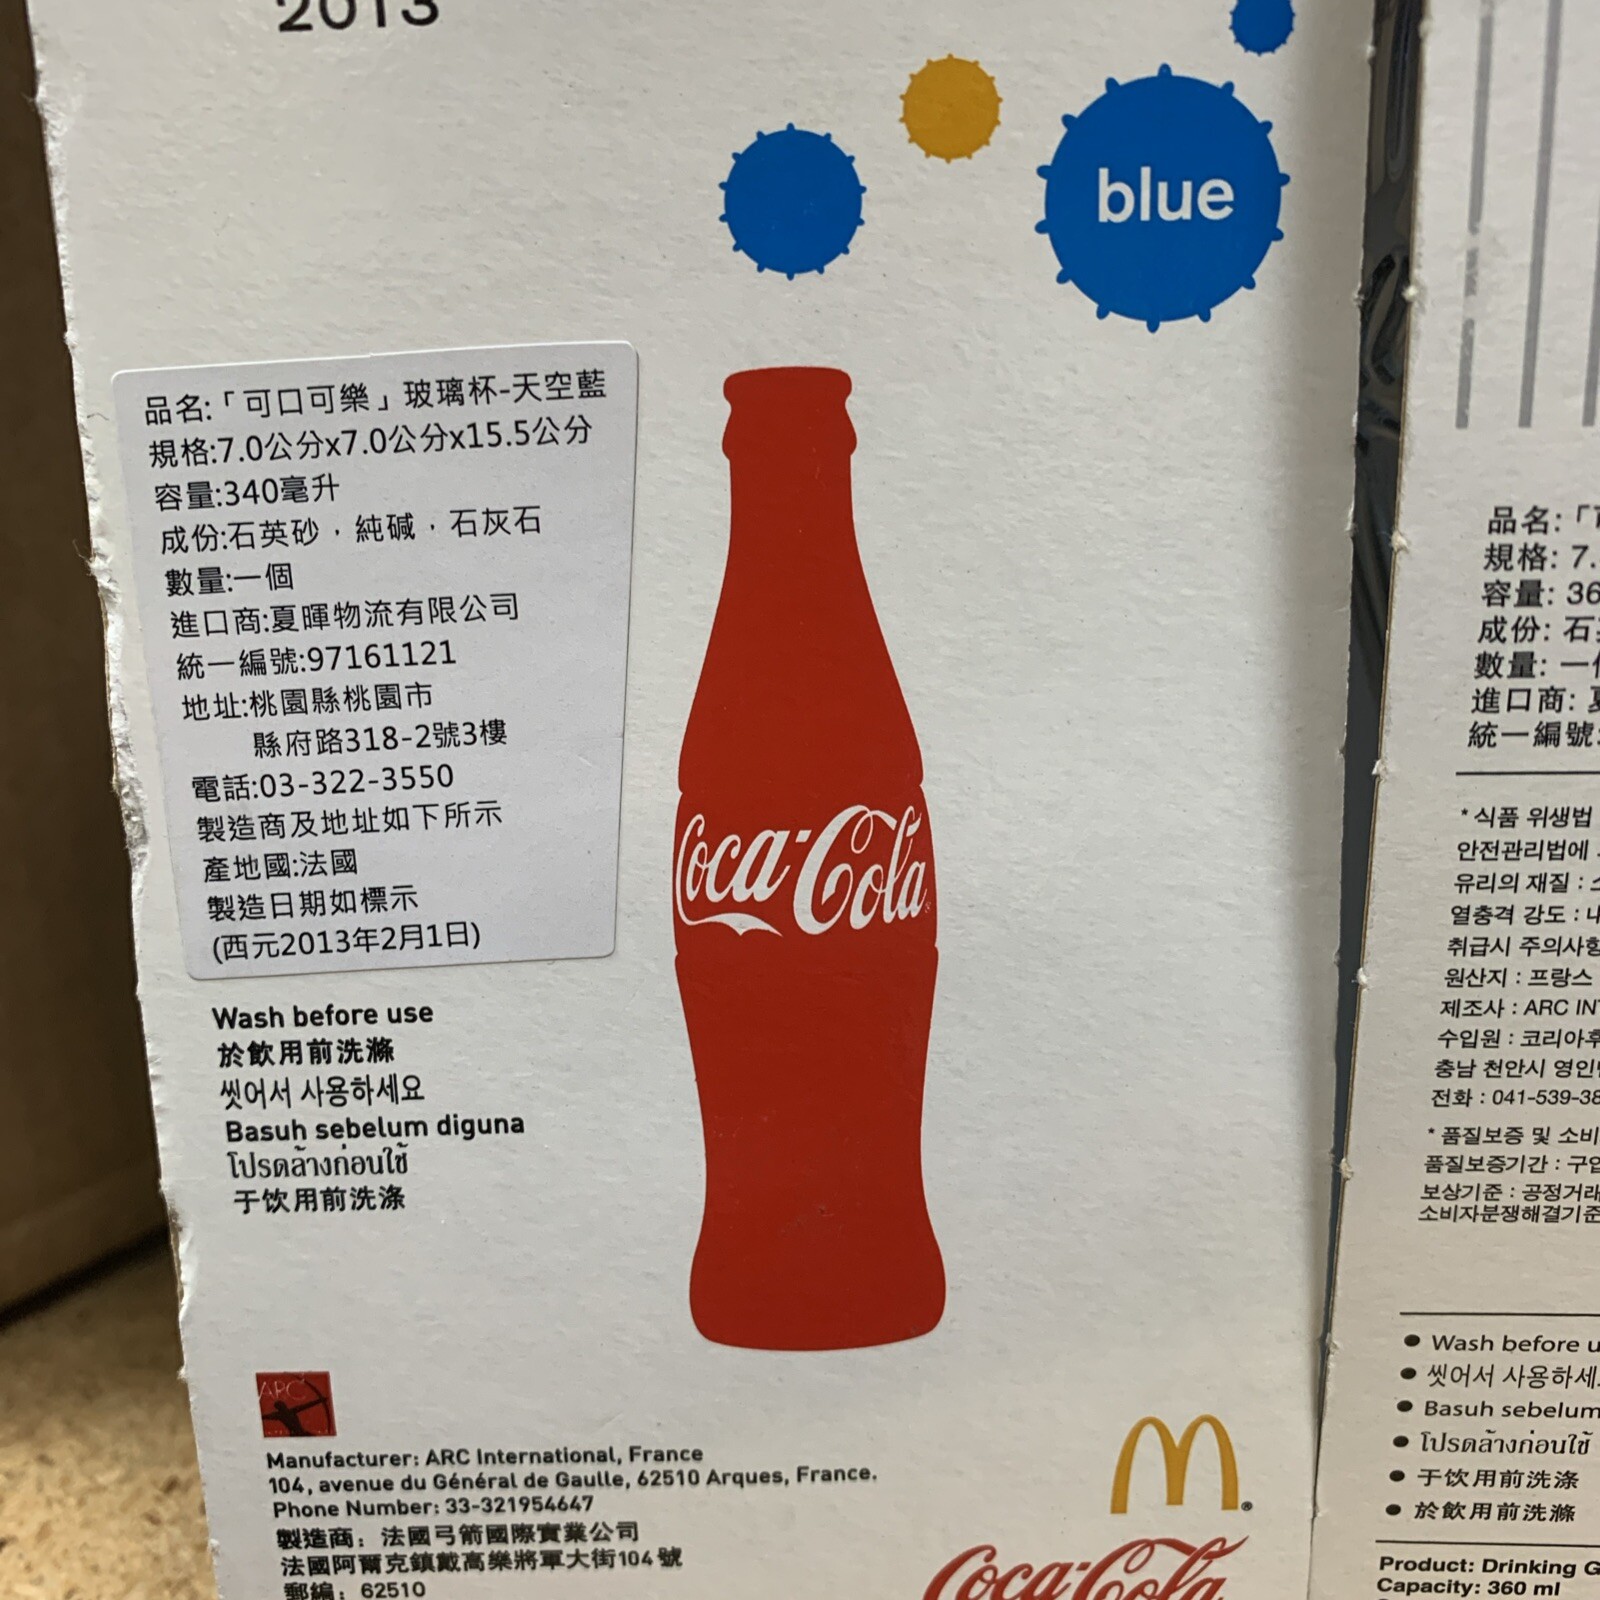 2013
blue
品名:「可口可樂」玻璃杯-天空藍
規格:7.0公分x7.0公分x15.5公分
容量:340毫升
成份:石英砂，純碱，石灰石
數量:一個
進口商:夏暉物流有限公司
統一編號:97161121
地址:桃園縣桃園市
縣府路318-2號3樓
電話:03-322-3550
製造商及地址如下所示
產地國:法國
製造日期如標示
(西元2013年2月1日)
Coca-Cola
Wash before use
於飲用前洗滌
씻어서 사용하세요
Basuh sebelum diguna
โปรดล้างก่อนใช้
于饮用前洗涤
ARC
Manufacturer: ARC International, France
104, avenue du Général de Gaulle, 62510 Arques, France.
Phone Number: 33-321954647
製造商：法國弓箭國際實業公司
法國阿爾克鎮戴高樂將軍大街104號
郵編：62510
Coca-Cola
品名:「
規格: 7.
容量: 36
成份: 石
數量: 一
進口商:
統一編號:
* 식품 위생법
안전관리법에
유리의 재질 :
열충격 강도 : 내
취급시 주의사항
원산지 : 프랑스
제조사 : ARC IN
수입원 : 코리아후
충남 천안시 영인
전화 : 041-539-38
* 품질보증 및 소비
품질보증기간 : 구입
보상기준 : 공정거래
소비자분쟁해결기준
• Wash before u
• 씻어서 사용하세
• Basuh sebelum
• โปรดล้างก่อนใช้
• 于饮用前洗涤
• 於飲用前洗滌
Product: Drinking G
Capacity: 360 ml